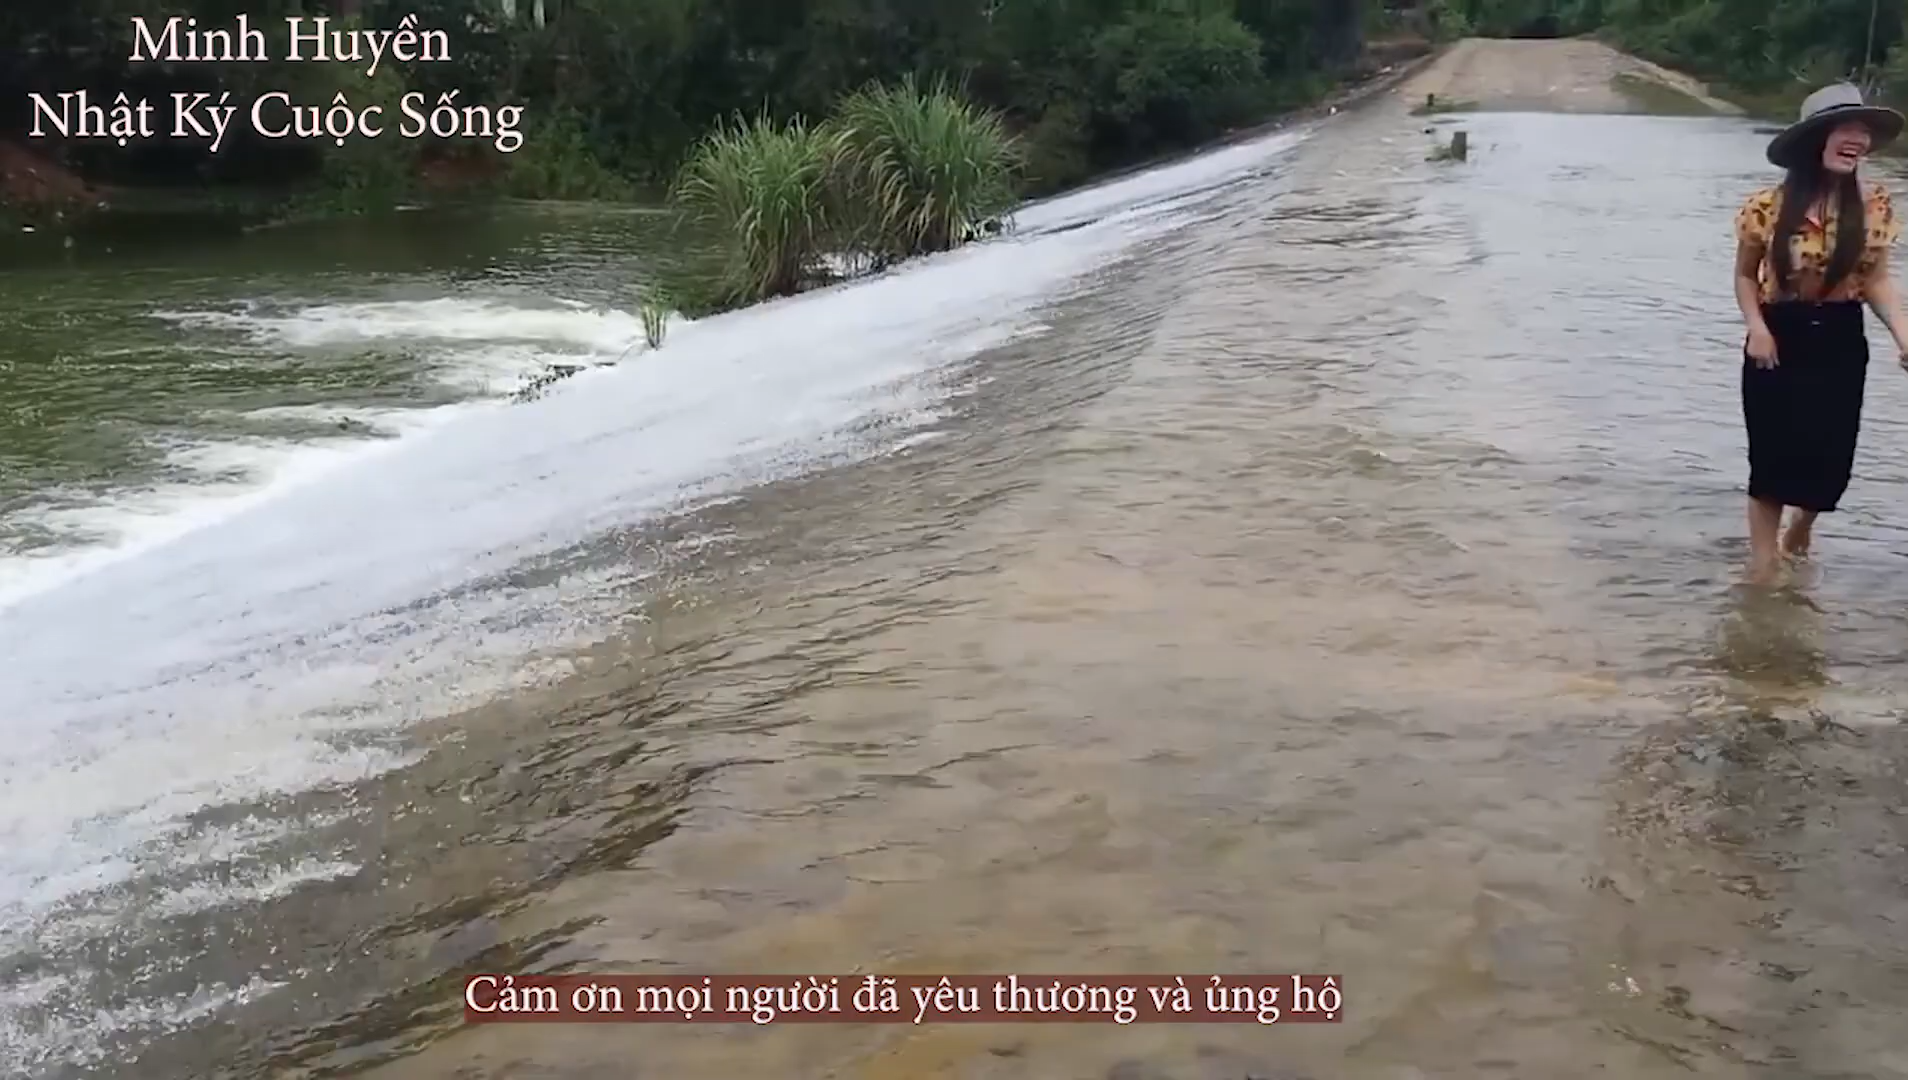 Minh Huyền
Nhật Ký Cuộc Sống
Cảm ơn mọi người đã yêu thương và ủng hộ